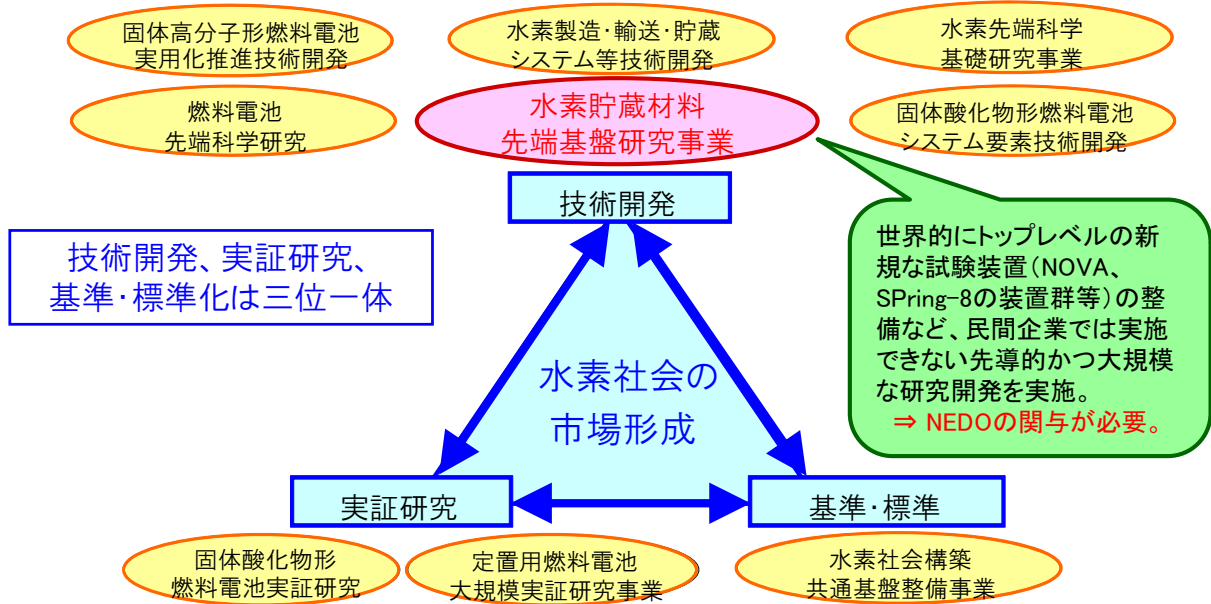 固体高分子形燃料電池
実用化推進技術開発
水素製造・輸送・貯蔵
システム等技術開発
水素先端科学
基礎研究事業
燃料電池
先端科学研究
水素貯蔵材料
先端基盤研究事業
固体酸化物形燃料電池
システム要素技術開発
技術開発
技術開発、実証研究、
基準・標準化は三位一体
世界的にトップレベルの新
規な試験装置（NOVA、
SPring-8の装置群等）の整
備など、民間企業では実施
できない先導的かつ大規模
な研究開発を実施。
⇒ NEDOの関与が必要。
水素社会の
市場形成
実証研究
基準・標準
固体酸化物形
燃料電池実証研究
定置用燃料電池
大規模実証研究事業
水素社会構築
共通基盤整備事業